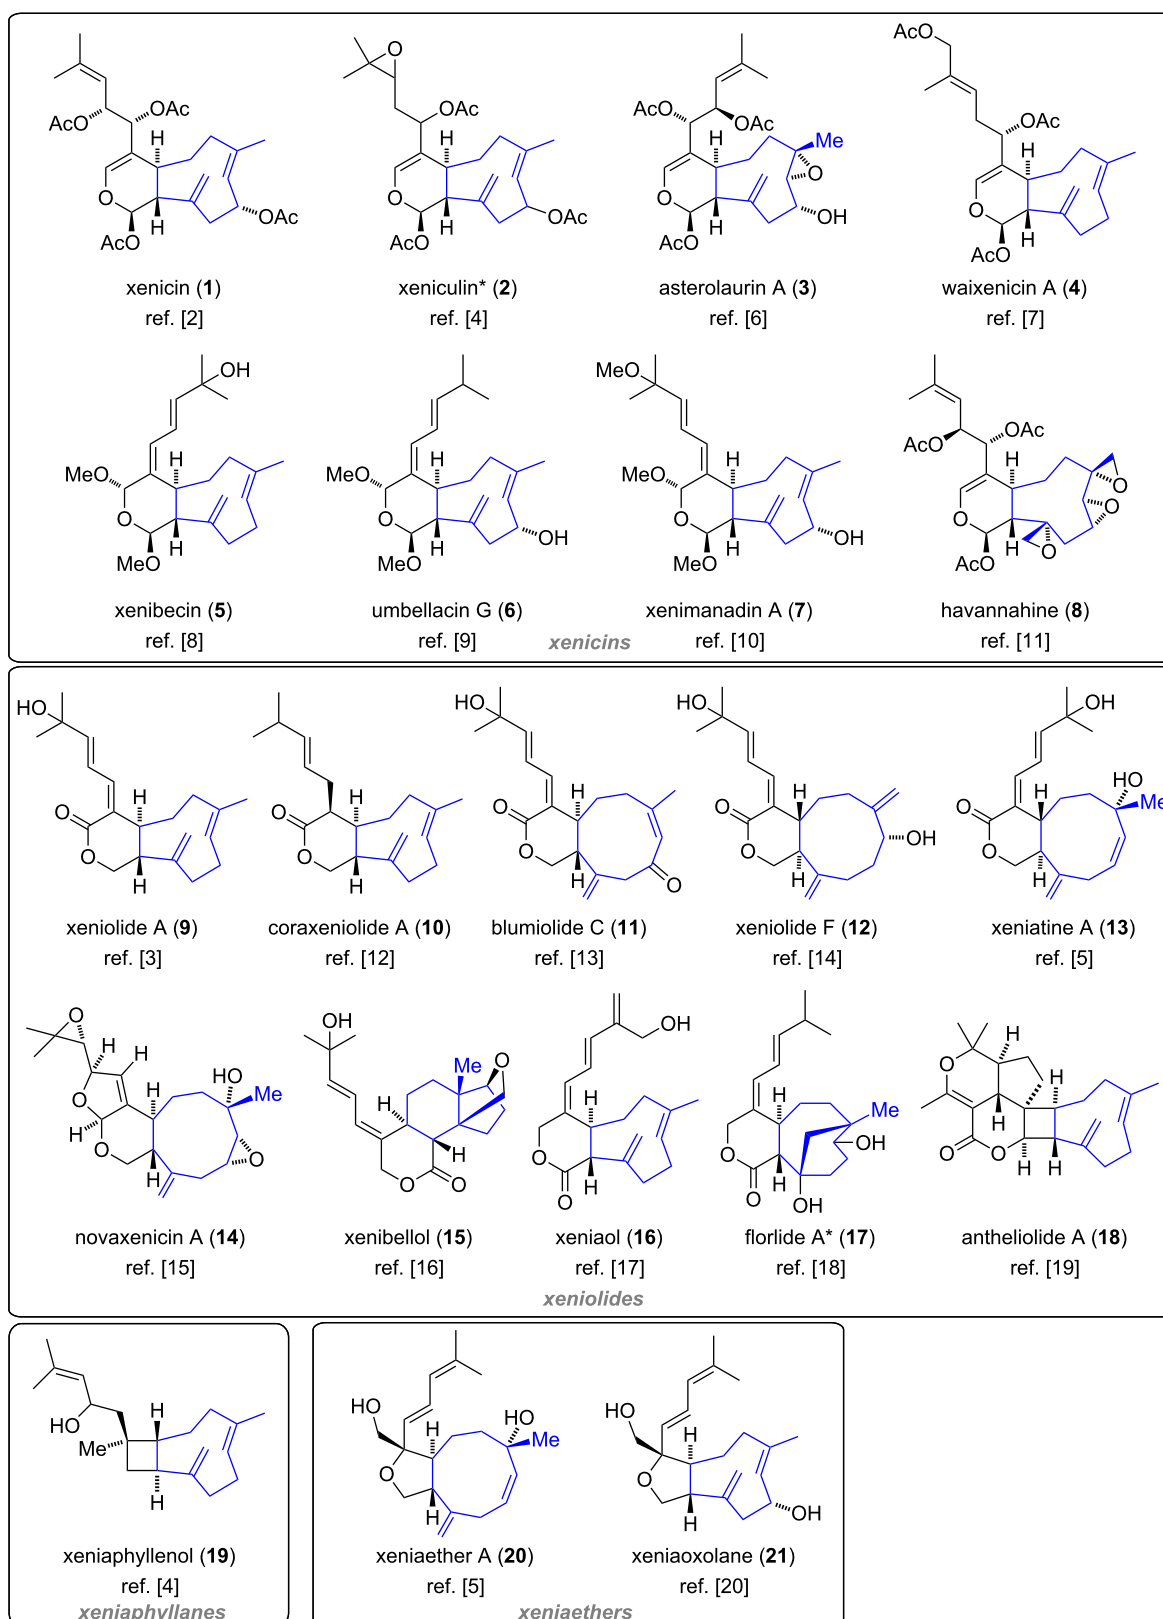 AcO
O
AcO
OAc
AcO
OAc
OAc
AcO
OAc
Me
H
H
H
H
O
O
O
O
O
OAc
OAc
OH
H
H
H
H
AcO
AcO
AcO
AcO
xenicin (1)
xeniculin* (2)
asterolaurin A (3)
waixenicin A (4)
ref. [2]
ref. [4]
ref. [6]
ref. [7]
OH
MeO
OAc
AcO
H
H
H
H
MeO
MeO
MeO
O
O
O
O
O
O
O
OH
OH
H
H
H
H
MeO
MeO
MeO
AcO
xenibecin (5)
umbellacin G (6)
xenimanadin A (7)
havannahine (8)
ref. [8]
ref. [9]
ref. [10]
ref. [11]
xenicins
HO
HO
HO
OH
HO
H
H
H
H
H
Me
O
O
O
O
O
OH
O
O
O
O
O
O
H
H
H
H
H
xeniolide A (9)
coraxeniolide A (10)
blumiolide C (11)
xeniolide F (12)
xeniatine A (13)
ref. [3]
ref. [12]
ref. [13]
ref. [14]
ref. [5]
O
H
H
OH
OH
H
Me
O
O
HO
Me
O
H
H
H
H
Me
H
H
H
O
O
H
O
OH
O
O
O
H
O
O
H
O
H
OH
O
H
H
novaxenicin A (14)
xenibellol (15)
xeniaol (16)
florlide A* (17)
antheliolide A (18)
ref. [15]
ref. [16]
ref. [17]
ref. [18]
ref. [19]
xeniolides
HO
H
Me
H
HO
HO
H
Me
HO
H
O
O
H
H
OH
xeniaphyllenol (19)
xeniaether A (20)
xeniaoxolane (21)
ref. [4]
ref. [5]
ref. [20]
xeniaphyllanes
xeniaethers